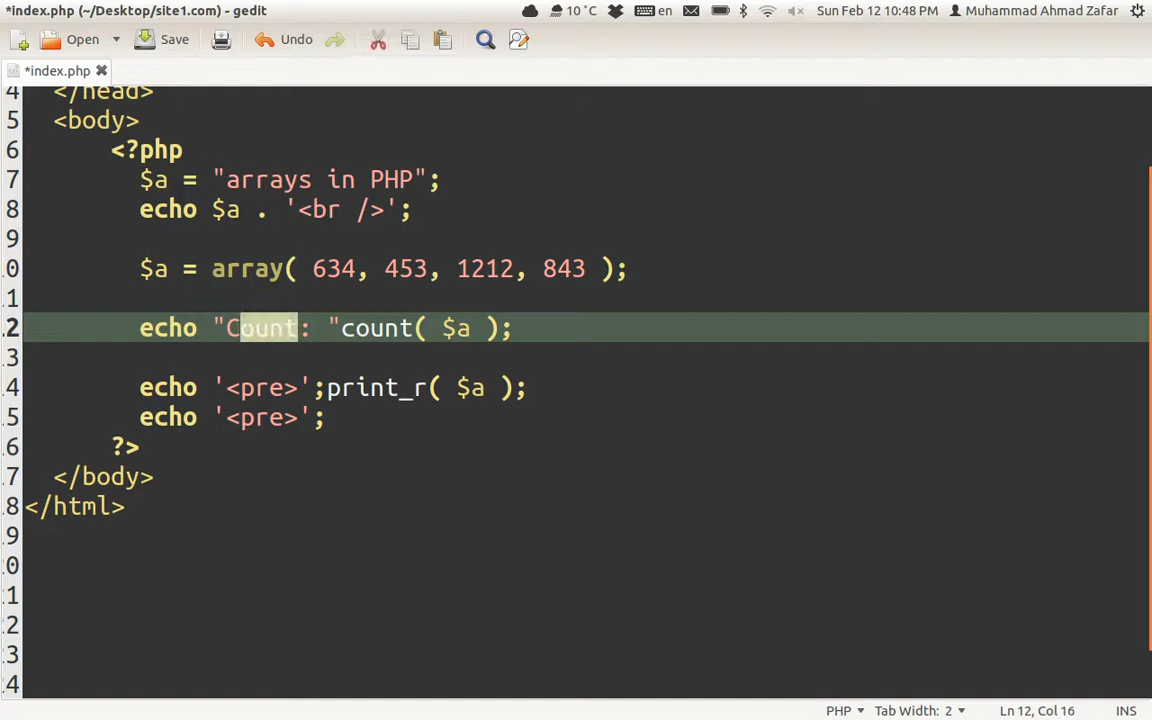 *index.php (~/Desktop/site1.com) - gedit 10 °C en Sun Feb 12 10:48 PM Muhammad Ahmad Zafar
Open Save Undo
*index.php
4 </head>
5 <body>
6 <?php
7 $a = "arrays in PHP";
8 echo $a . '<br />';
9
0 $a = array( 634, 453, 1212, 843 );
1
2 echo "Count: "count( $a );
3
4 echo '<pre>';print_r( $a );
5 echo '<pre>';
6 ?>
7 </body>
8 </html>
9
0
1
2
3
4
PHP Tab Width: 2 Ln 12, Col 16 INS